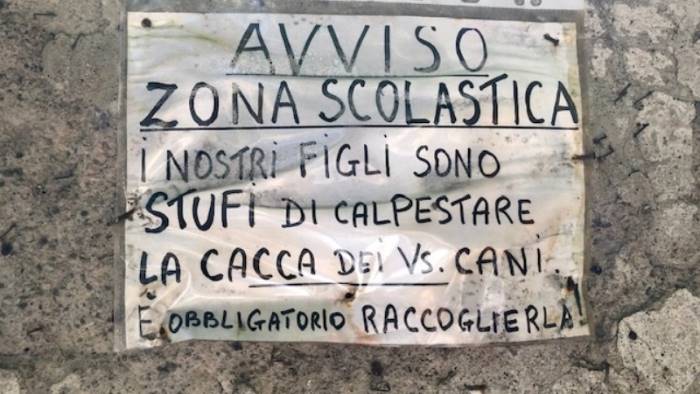 AVVISO
ZONA SCOLASTICA
I NOSTRI FIGLI SONO
STUFI DI CALPESTARE
LA CACCA DEI Vs. CANI.
È OBBLIGATORIO RACCOGLIERLA!